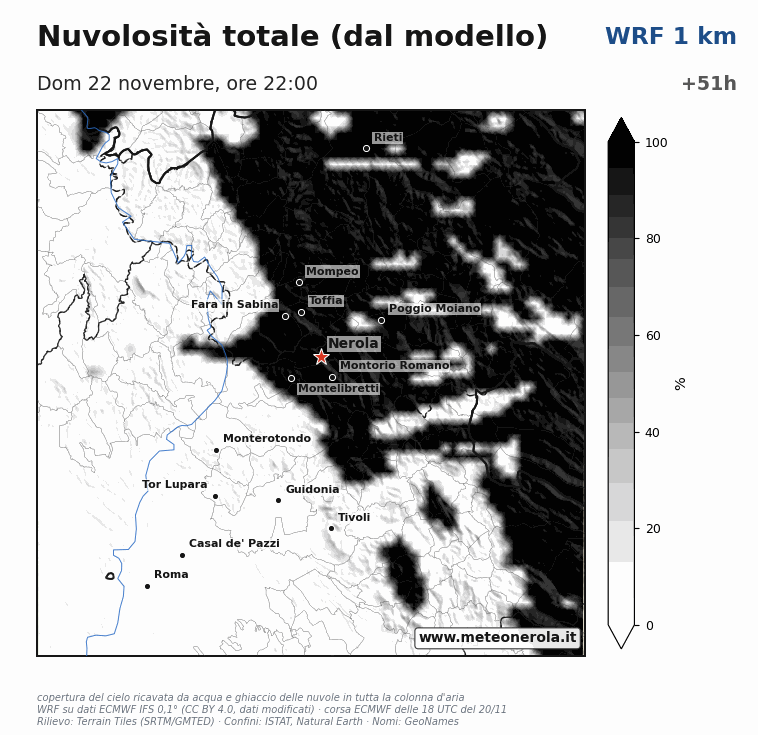 Nuvolosità totale (dal modello)
WRF 1 km
Dom 22 novembre, ore 22:00
+51h
Rieti
Mompeo
Fara in Sabina
Toffia
Poggio Moiano
Nerola
Montorio Romano
Montelibretti
Monterotondo
Tor Lupara
Guidonia
Tivoli
Casal de' Pazzi
Roma
www.meteonerola.it
100
80
60
%
40
20
0
copertura del cielo ricavata da acqua e ghiaccio delle nuvole in tutta la colonna d'aria
WRF su dati ECMWF IFS 0,1° (CC BY 4.0, dati modificati) · corsa ECMWF delle 18 UTC del 20/11
Rilievo: Terrain Tiles (SRTM/GMTED) · Confini: ISTAT, Natural Earth · Nomi: GeoNames